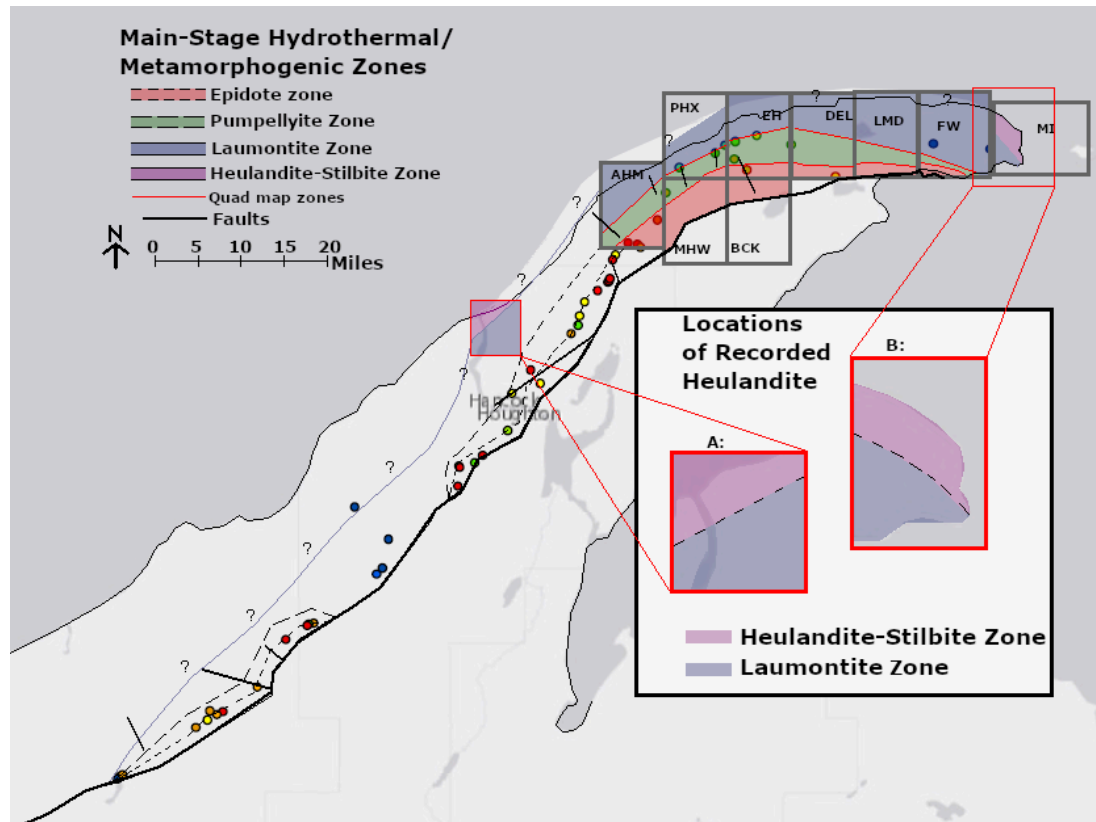 Main-Stage Hydrothermal/
Metamorphogenic Zones
Epidote zone
Pumpellyite Zone
Laumontite Zone
Heulandite-Stilbite Zone
Quad map zones
Faults
N
0 5 10 15 20
Miles
?
?
?
?
PHX
EH
DEL
LMD
FW
MI
AHM
?
MHW
BCK
?
?
Hancock
Houghton
?
?
?
Locations
of Recorded
Heulandite
A:
B:
Heulandite-Stilbite Zone
Laumontite Zone